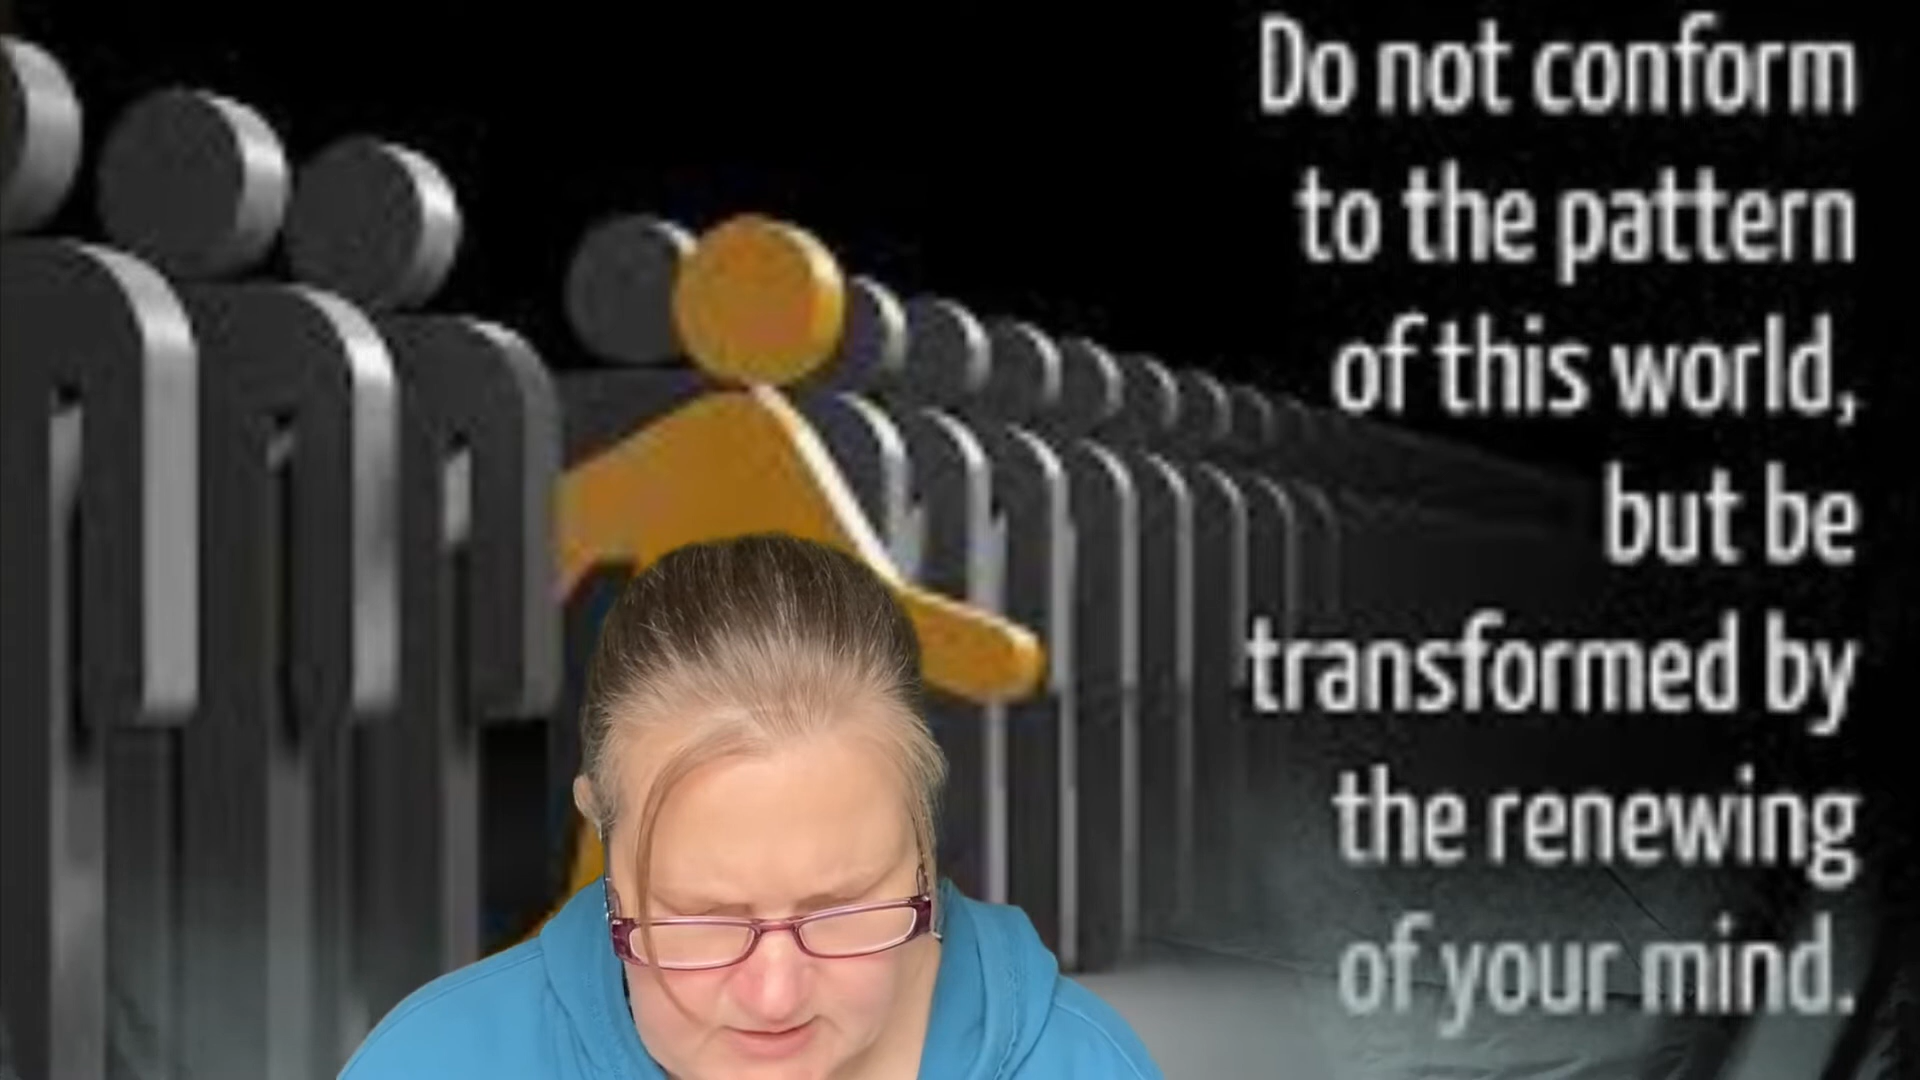 Do not conform
to the pattern
of this world,
but be
transformed by
the renewing
of your mind.